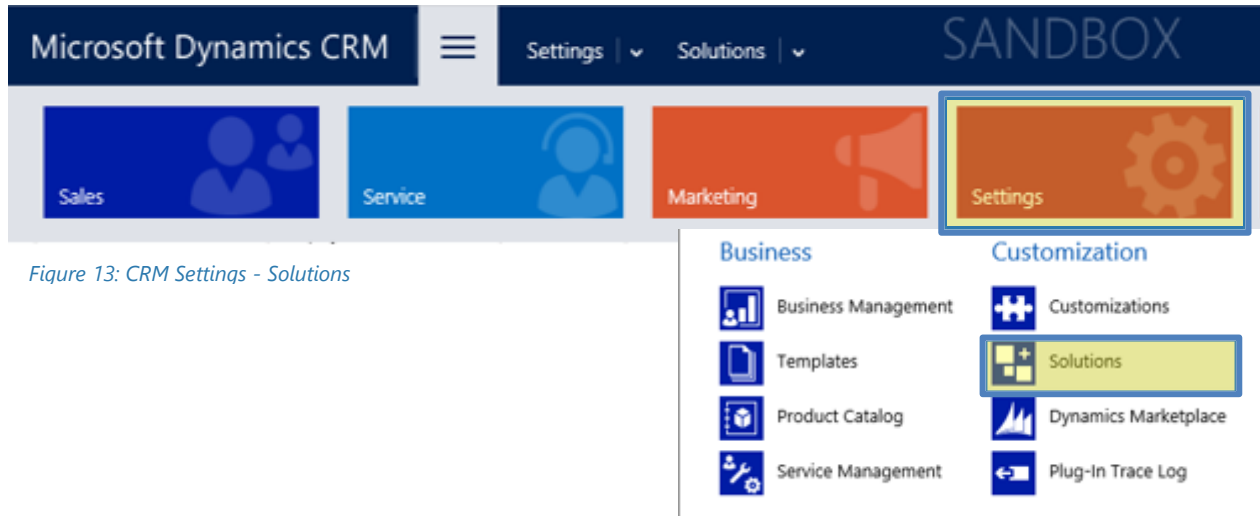 Microsoft Dynamics CRM Settings Solutions SANDBOX
Sales Service Marketing Settings
Figure 13: CRM Settings - Solutions
Business Customization
Business Management Customizations
Templates Solutions
Product Catalog Dynamics Marketplace
Service Management Plug-In Trace Log